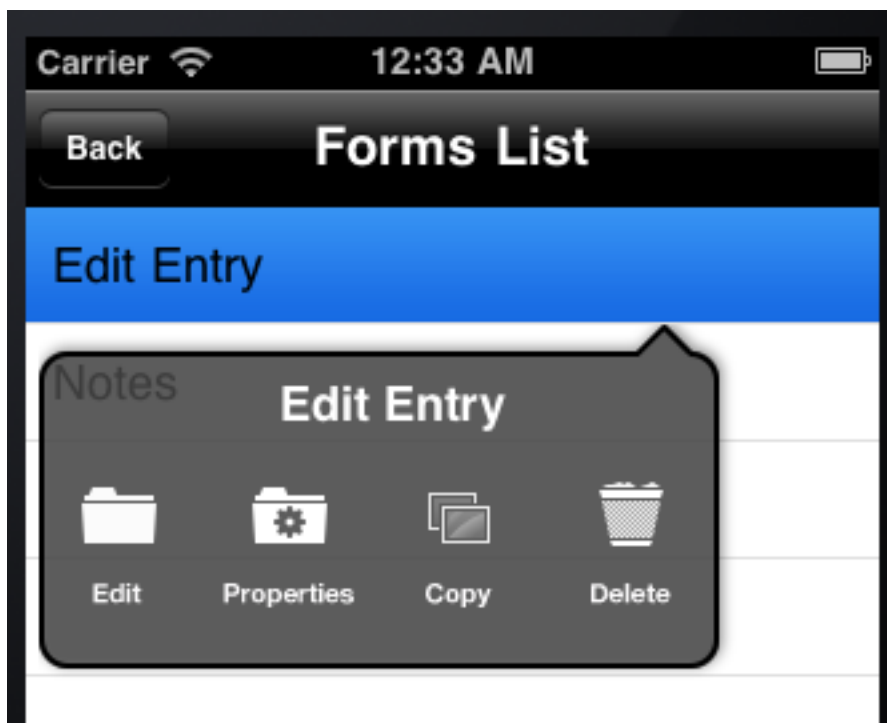 Carrier 12:33 AM
Back Forms List
Edit Entry
Notes
Edit Entry
Edit Properties Copy Delete